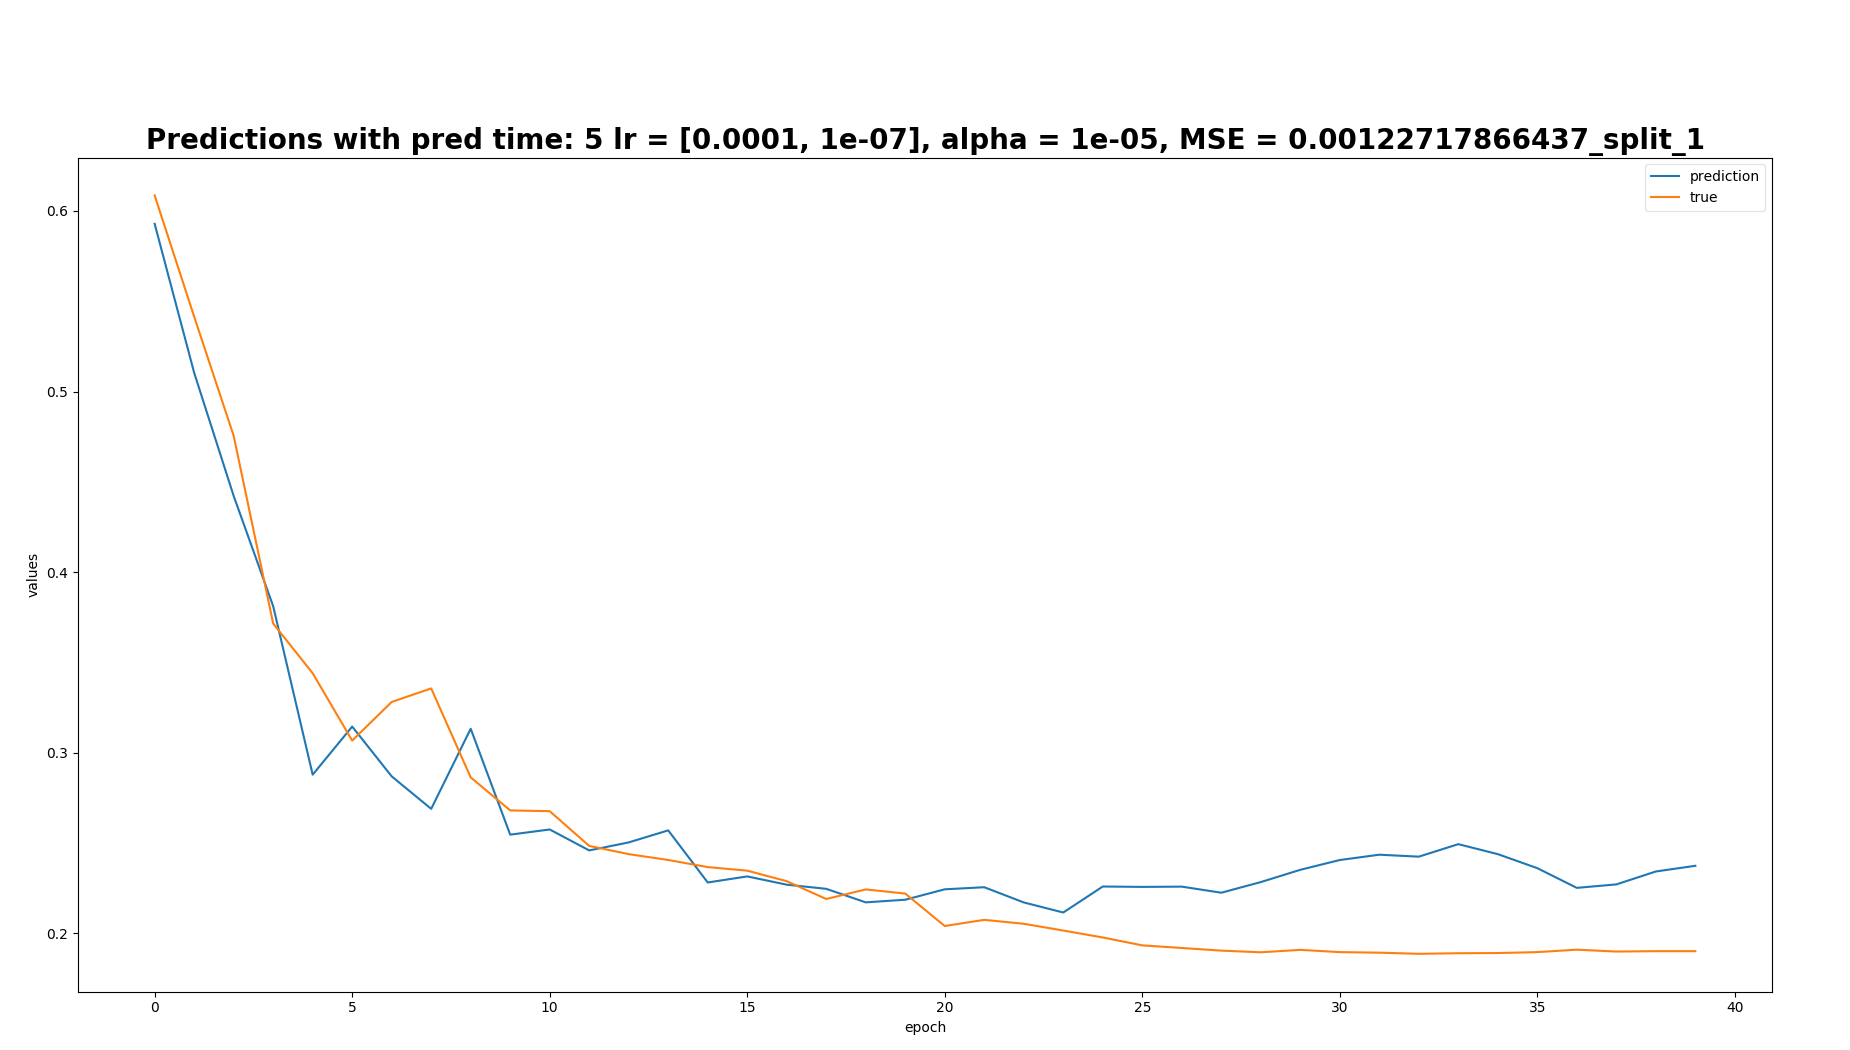 Predictions with pred time: 5 lr = [0.0001, 1e-07], alpha = 1e-05, MSE = 0.00122717866437_split_1
prediction
true
0.6
0.5
0.4
0.3
0.2
values
0 5 10 15 20 25 30 35 40
epoch